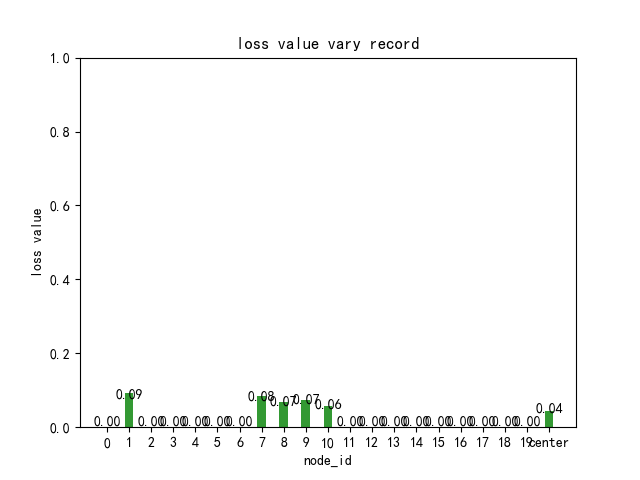 loss value vary record
1.0
0.8
0.6
0.4
0.2
0.0
loss value
0.00 0.09 0.00 0.00 0.00 0.00 0.00 0.08 0.07 0.07 0.06 0.00 0.00 0.00 0.00 0.00 0.00 0.00 0.00 0.00 0.04
0 1 2 3 4 5 6 7 8 9 10 11 12 13 14 15 16 17 18 19 center
node_id